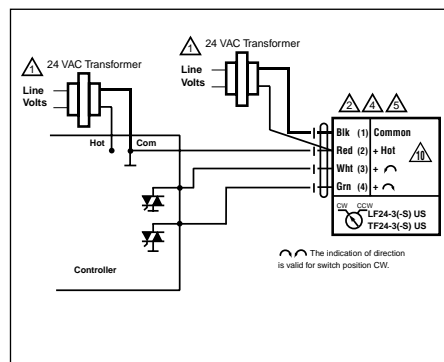 1 24 VAC Transformer
Line
Volts
Hot Com
1 24 VAC Transformer
Line
Volts
2 4 5
Blk (1) Common
Red (2) + Hot
Wht (3) +
Grn (4) +
10
CW CCW
LF24-3(-S) US
TF24-3(-S) US
The indication of direction
is valid for switch position CW.
Controller